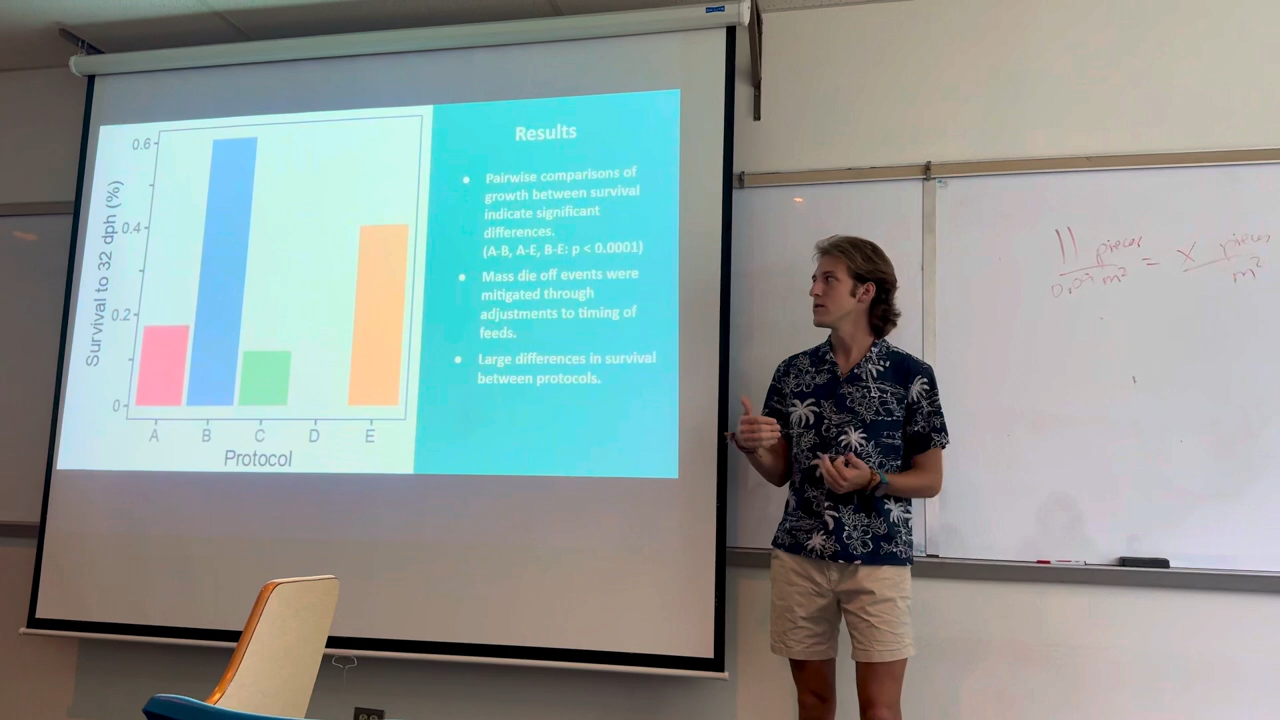 Results
0.6
0.4
0.2
0
Survival to 32 dph (%)
A B C D E
Protocol
● Pairwise comparisons of
growth between survival
indicate significant
differences.
(A-B, A-E, B-E: p < 0.0001)
● Mass die off events were
mitigated through
adjustments to timing of
feeds.
● Large differences in survival
between protocols.
11 pieces = x pieces
m² m²